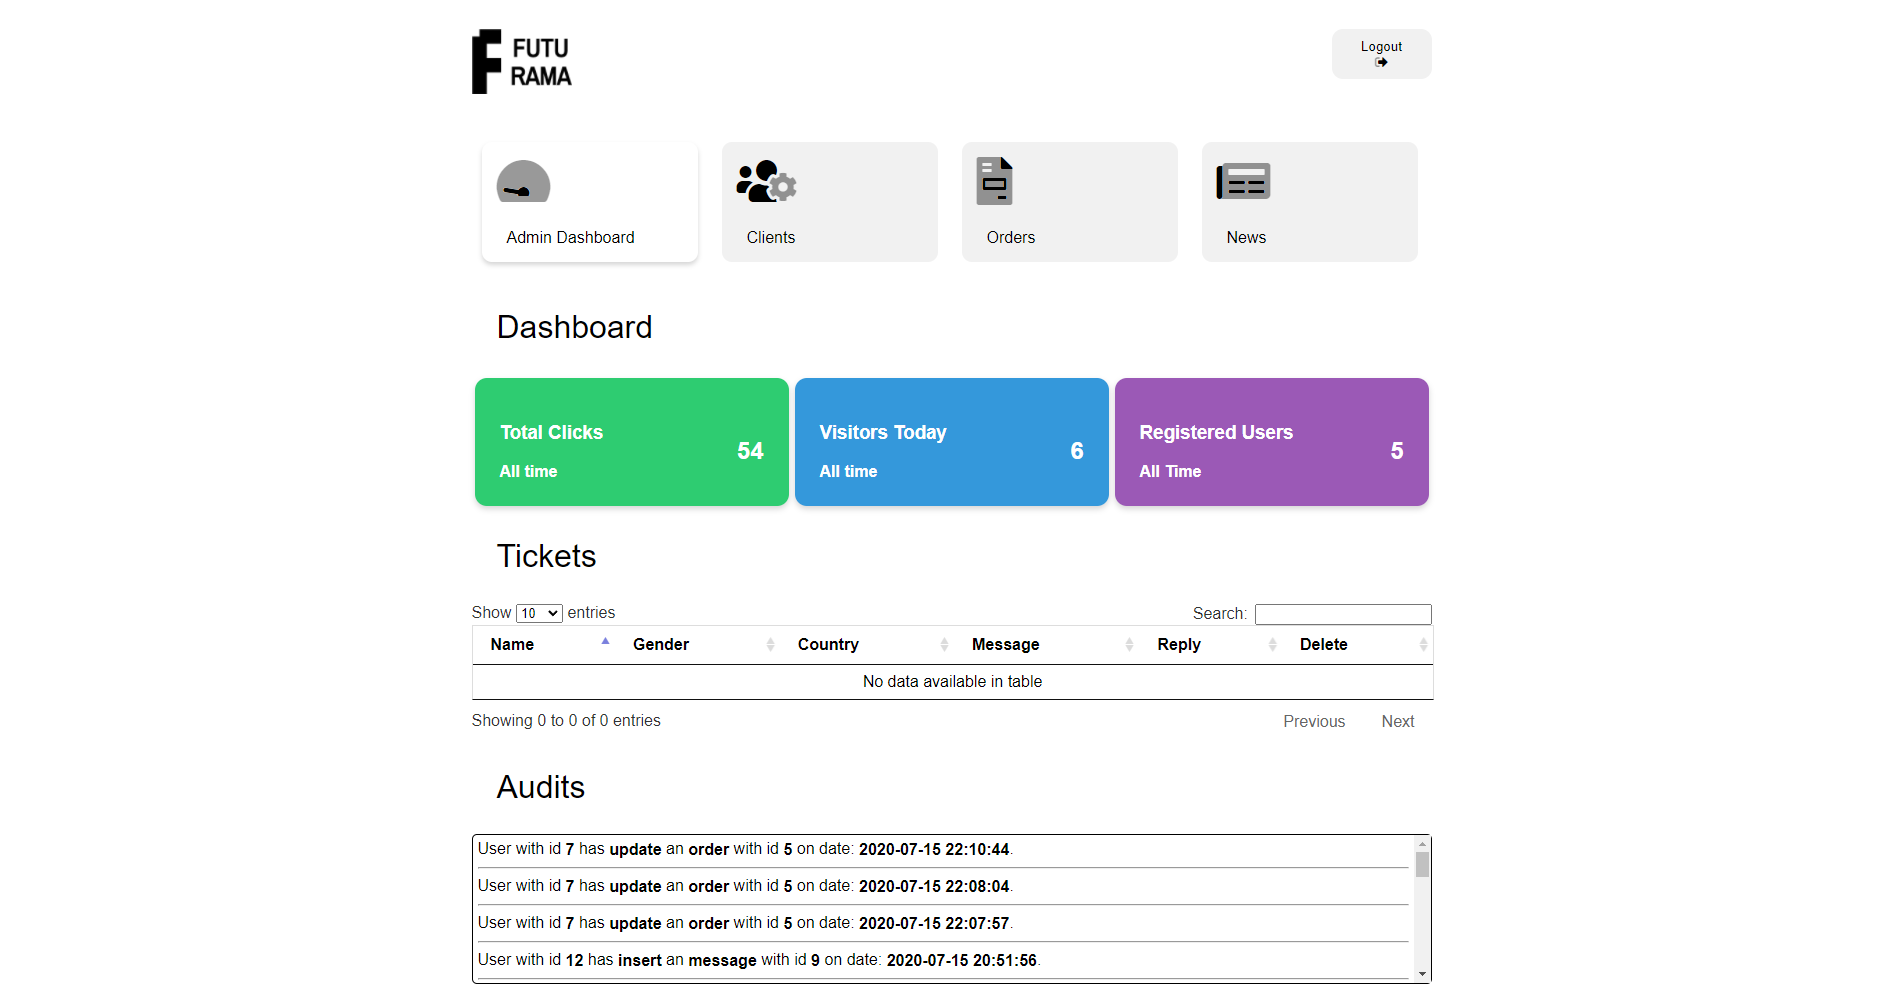 FUTU
RAMA
Logout
Admin Dashboard
Clients
Orders
News
Dashboard
Total Clicks
All time
54
Visitors Today
All time
6
Registered Users
All Time
5
Tickets
Show 10 entries
Search:
Name Gender Country Message Reply Delete
No data available in table
Showing 0 to 0 of 0 entries
Previous Next
Audits
User with id 7 has update an order with id 5 on date: 2020-07-15 22:10:44.
User with id 7 has update an order with id 5 on date: 2020-07-15 22:08:04.
User with id 7 has update an order with id 5 on date: 2020-07-15 22:07:57.
User with id 12 has insert an message with id 9 on date: 2020-07-15 20:51:56.